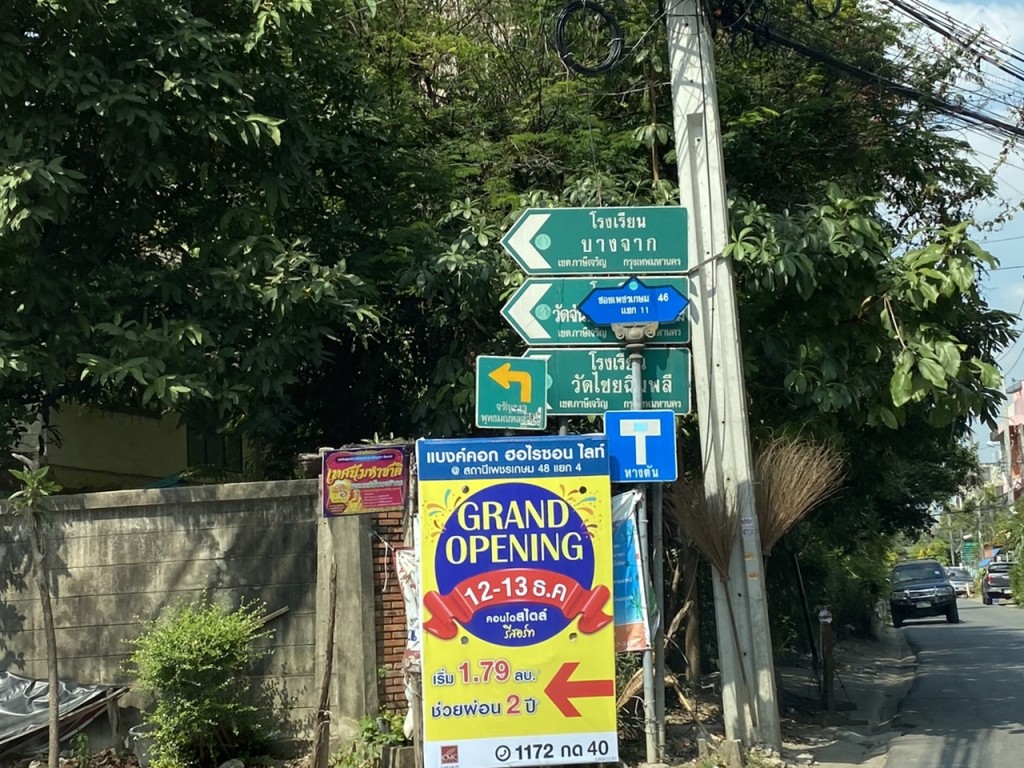 โรงเรียน
บางจาก
เขตภาษีเจริญ กรุงเทพมหานคร
ซอยเพชรเกษม 46
แยก 11
วัดจัน
เขตภาษีเจริญ
โรงเรียน
วัดไชยฉิมพลี
เขตภาษีเจริญ กรุงเทพมหานคร
จรัญฯ
ทางตัน
แบงค์คอก ฮอไรซอน ไลท์
@ สถานีเพชรเกษม 48 แยก 4
GRAND
OPENING
12-13 ธ.ค
คอนโดสไตล์
รีสอร์ท
เริ่ม 1.79 ลบ.
ช่วยผ่อน 2 ปี
1172 กด 40